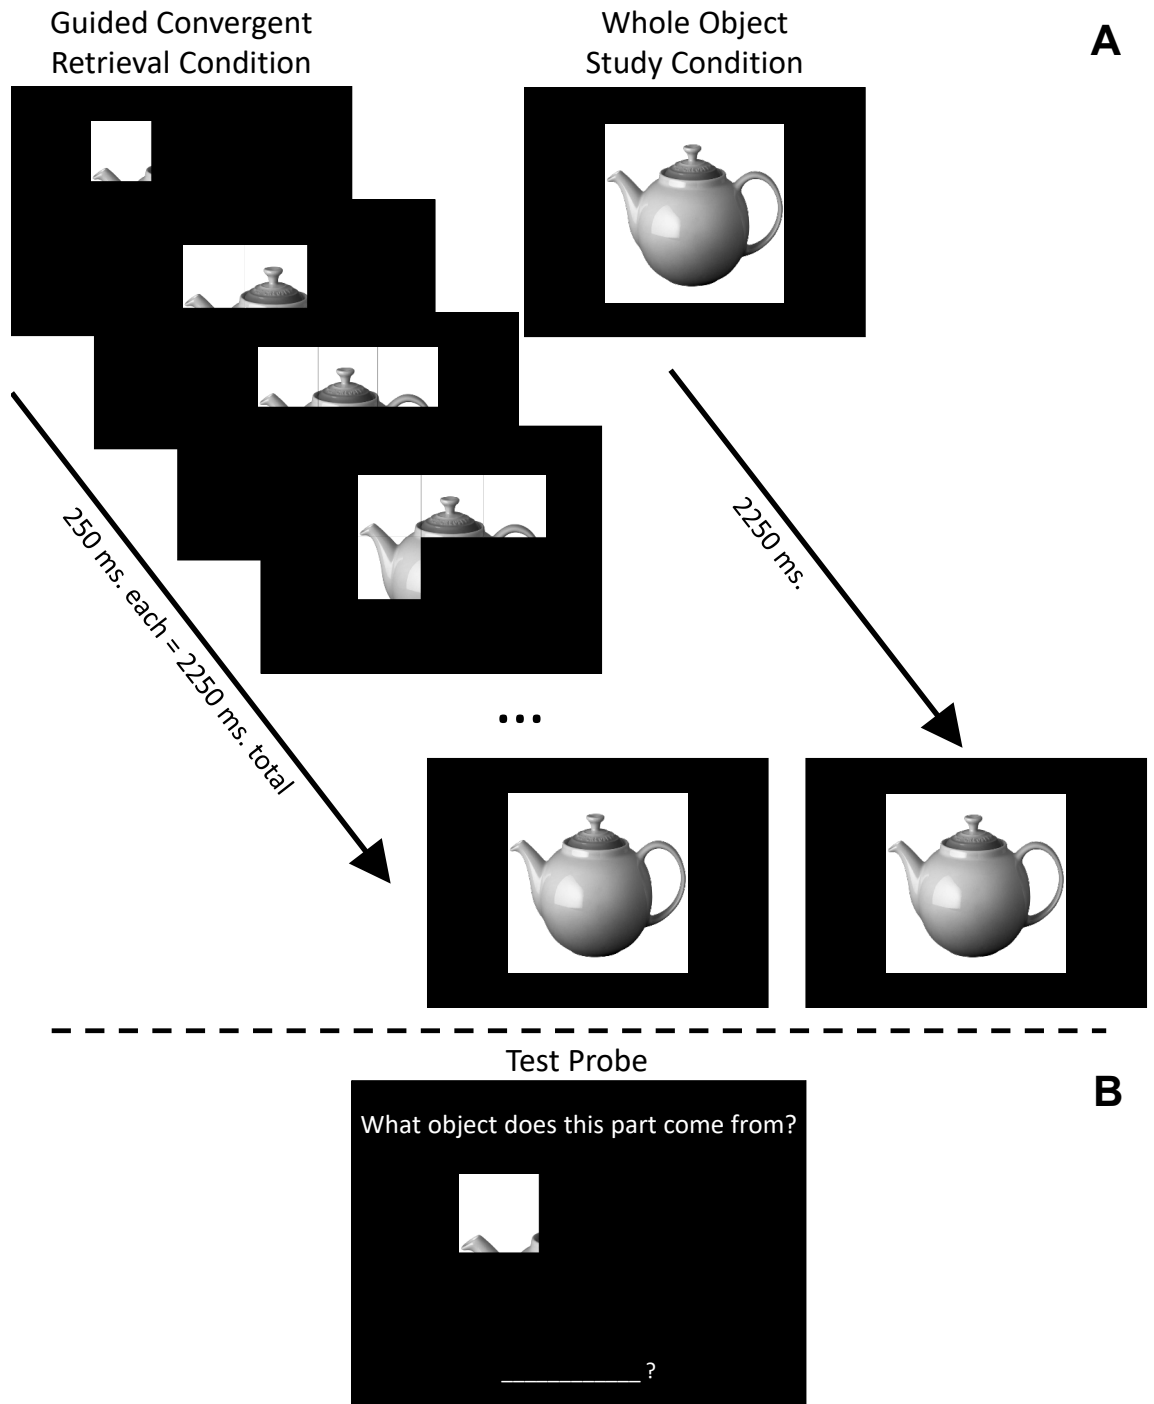 Guided Convergent
Retrieval Condition
Whole Object
Study Condition
A
250 ms. each = 2250 ms. total
2250 ms.
...
Test Probe
B
What object does this part come from?
____________ ?